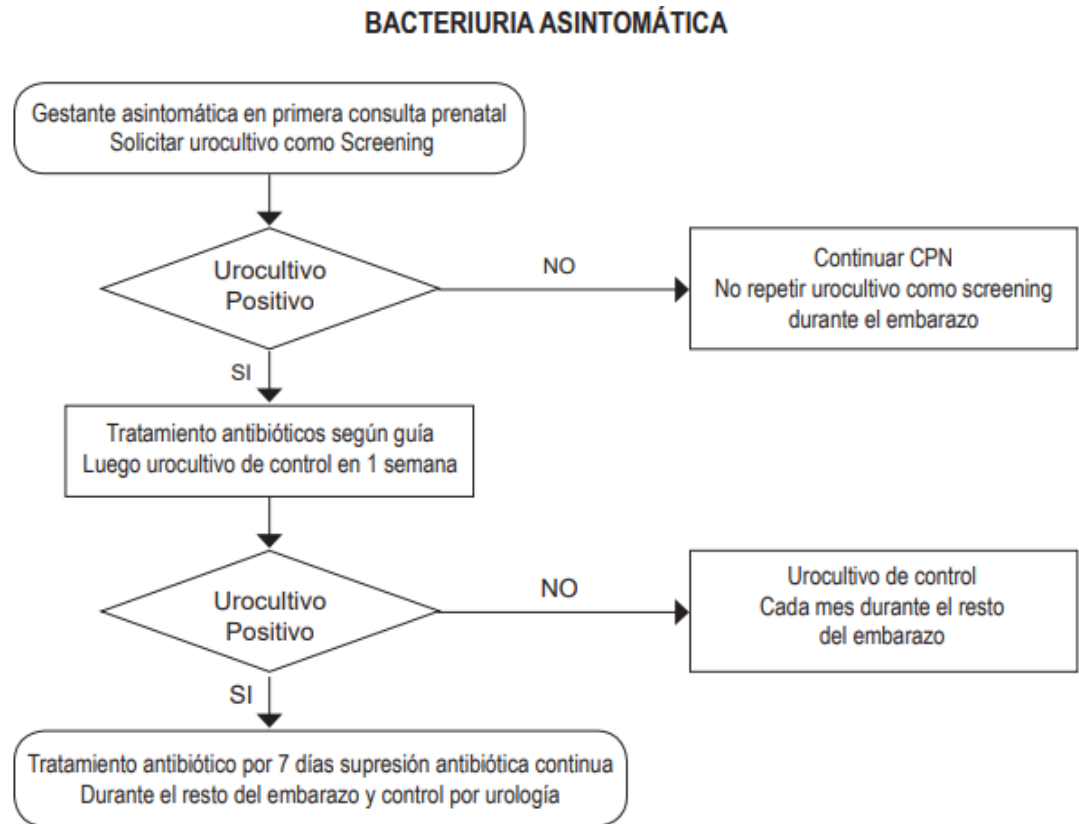 BACTERIURIA ASINTOMÁTICA
Gestante asintomática en primera consulta prenatal
Solicitar urocultivo como Screening
Urocultivo
Positivo
NO
Continuar CPN
No repetir urocultivo como screening
durante el embarazo
SI
Tratamiento antibióticos según guía
Luego urocultivo de control en 1 semana
Urocultivo
Positivo
NO
Urocultivo de control
Cada mes durante el resto
del embarazo
SI
Tratamiento antibiótico por 7 días supresión antibiótica continua
Durante el resto del embarazo y control por urología